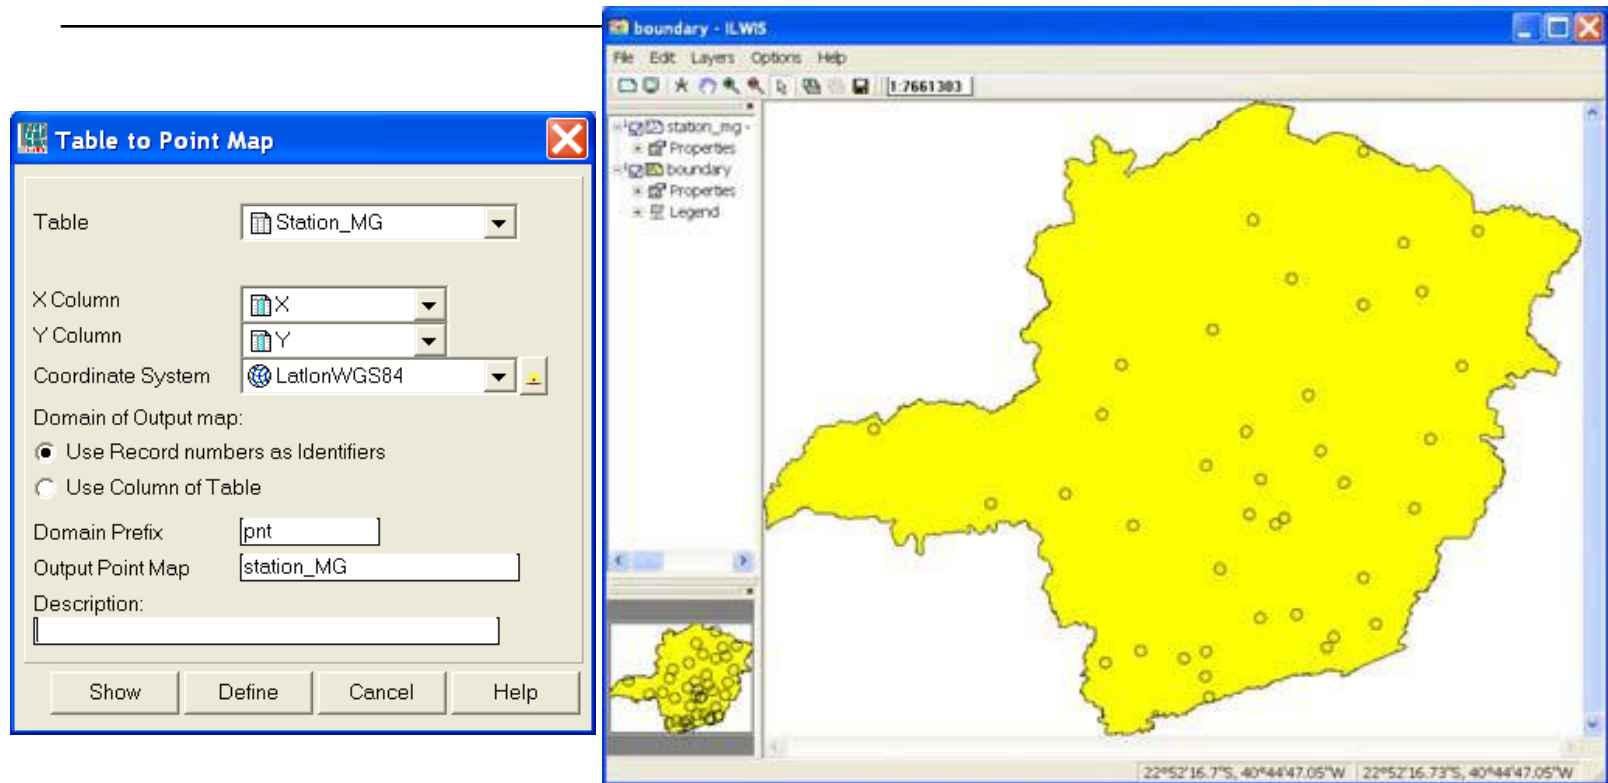 Table to Point Map
Table
Station_MG
X Column
X
Y Column
Y
Coordinate System
LatlonWGS84
Domain of Output map:
Use Record numbers as Identifiers
Use Column of Table
Domain Prefix
pnt
Output Point Map
station_MG
Description:
Show Define Cancel Help
boundary - ILWIS
File Edit Layers Options Help
1:7661303
station_mg -
Properties
boundary
Properties
Legend
22°52'16.7"S, 40°44'47.05"W 22°52'16.73"S, 40°44'47.05"W